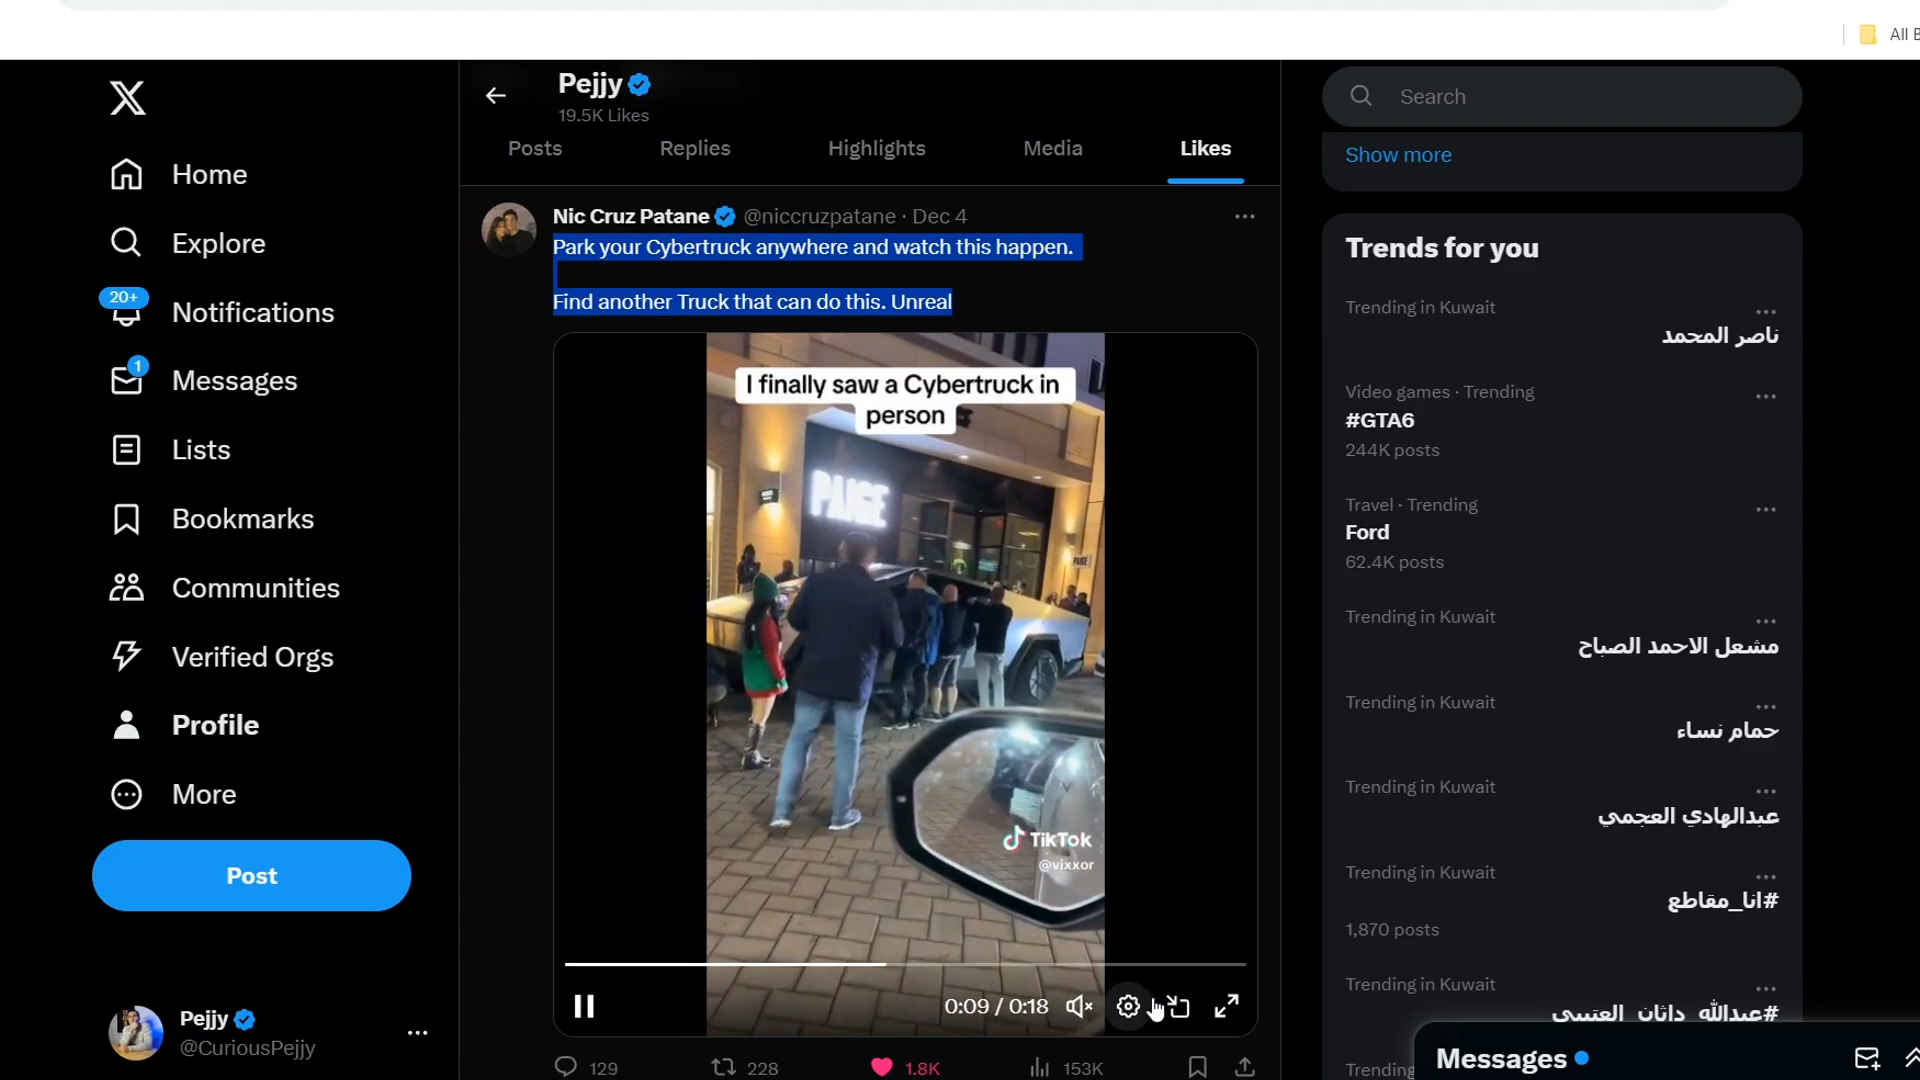 All B
Pejjy
19.5K Likes
Posts
Replies
Highlights
Media
Likes
Home
Explore
20+
Notifications
1
Messages
Lists
Bookmarks
Communities
Verified Orgs
Profile
More
Post
Pejjy
@CuriousPejjy
Nic Cruz Patane @niccruzpatane · Dec 4
Park your Cybertruck anywhere and watch this happen.
Find another Truck that can do this. Unreal
I finally saw a Cybertruck in
person
PAIGE
PAIGE
TikTok
@vixxor
0:09 / 0:18
129
228
1.8K
153K
Search
Show more
Trends for you
Trending in Kuwait
ناصر المحمد
Video games · Trending
#GTA6
244K posts
Travel · Trending
Ford
62.4K posts
Trending in Kuwait
مشعل الاحمد الصباح
Trending in Kuwait
حمام نساء
Trending in Kuwait
عبدالهادي العجمي
Trending in Kuwait
#انا_مقاطع
1,870 posts
Trending in Kuwait
Trending
Messages